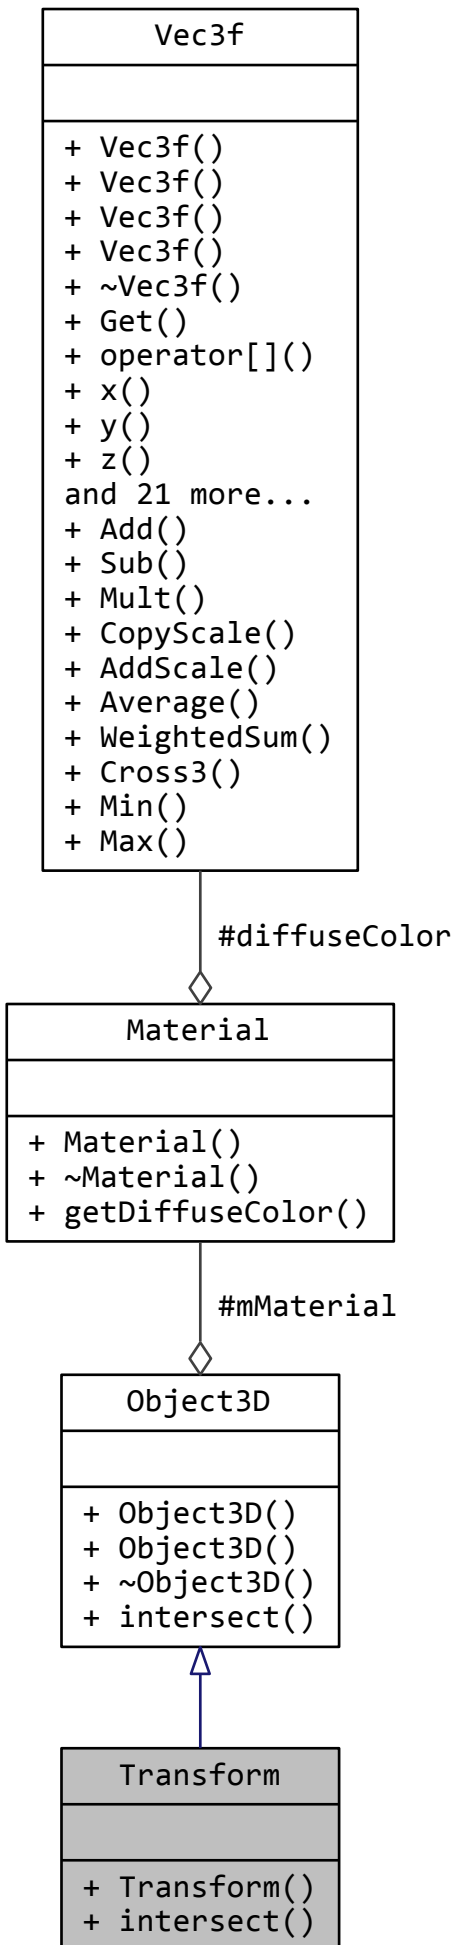 Vec3f
+ Vec3f()
+ Vec3f()
+ Vec3f()
+ Vec3f()
+ ~Vec3f()
+ Get()
+ operator[]()
+ x()
+ y()
+ z()
and 21 more...
+ Add()
+ Sub()
+ Mult()
+ CopyScale()
+ AddScale()
+ Average()
+ WeightedSum()
+ Cross3()
+ Min()
+ Max()
#diffuseColor
Material
+ Material()
+ ~Material()
+ getDiffuseColor()
#mMaterial
Object3D
+ Object3D()
+ Object3D()
+ ~Object3D()
+ intersect()
Transform
+ Transform()
+ intersect()